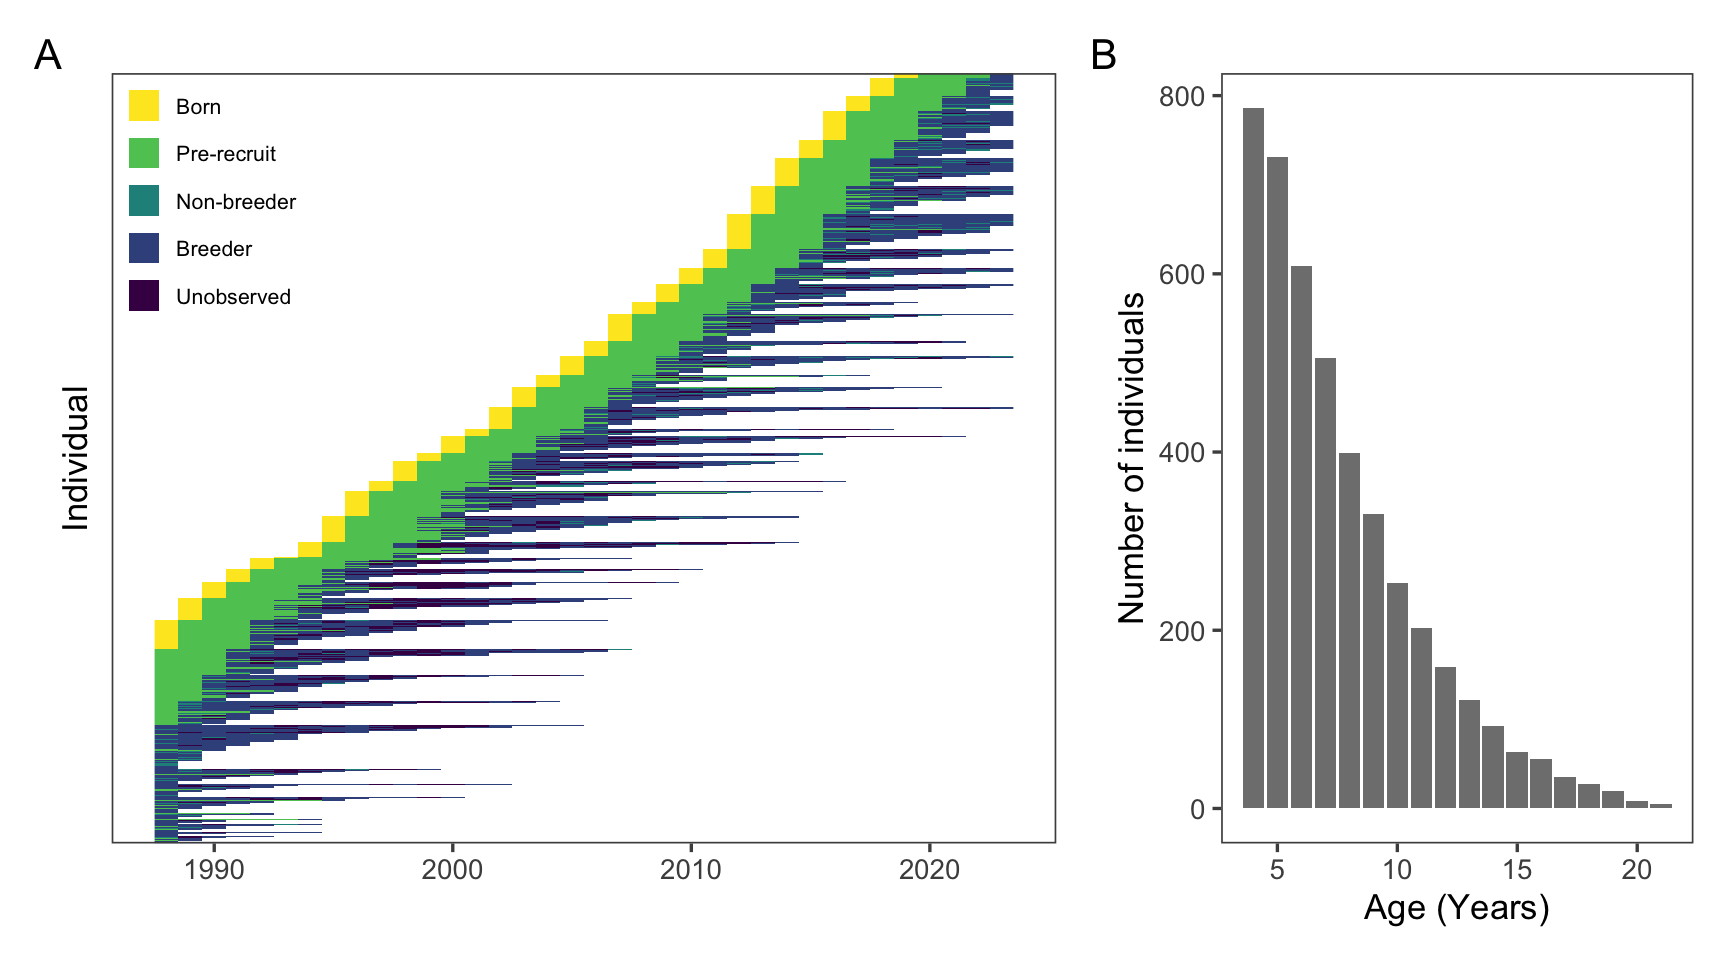 A
Born
Pre-recruit
Non-breeder
Breeder
Unobserved
Individual
1990 2000 2010 2020
B
800
600
400
200
0
Number of individuals
5 10 15 20
Age (Years)